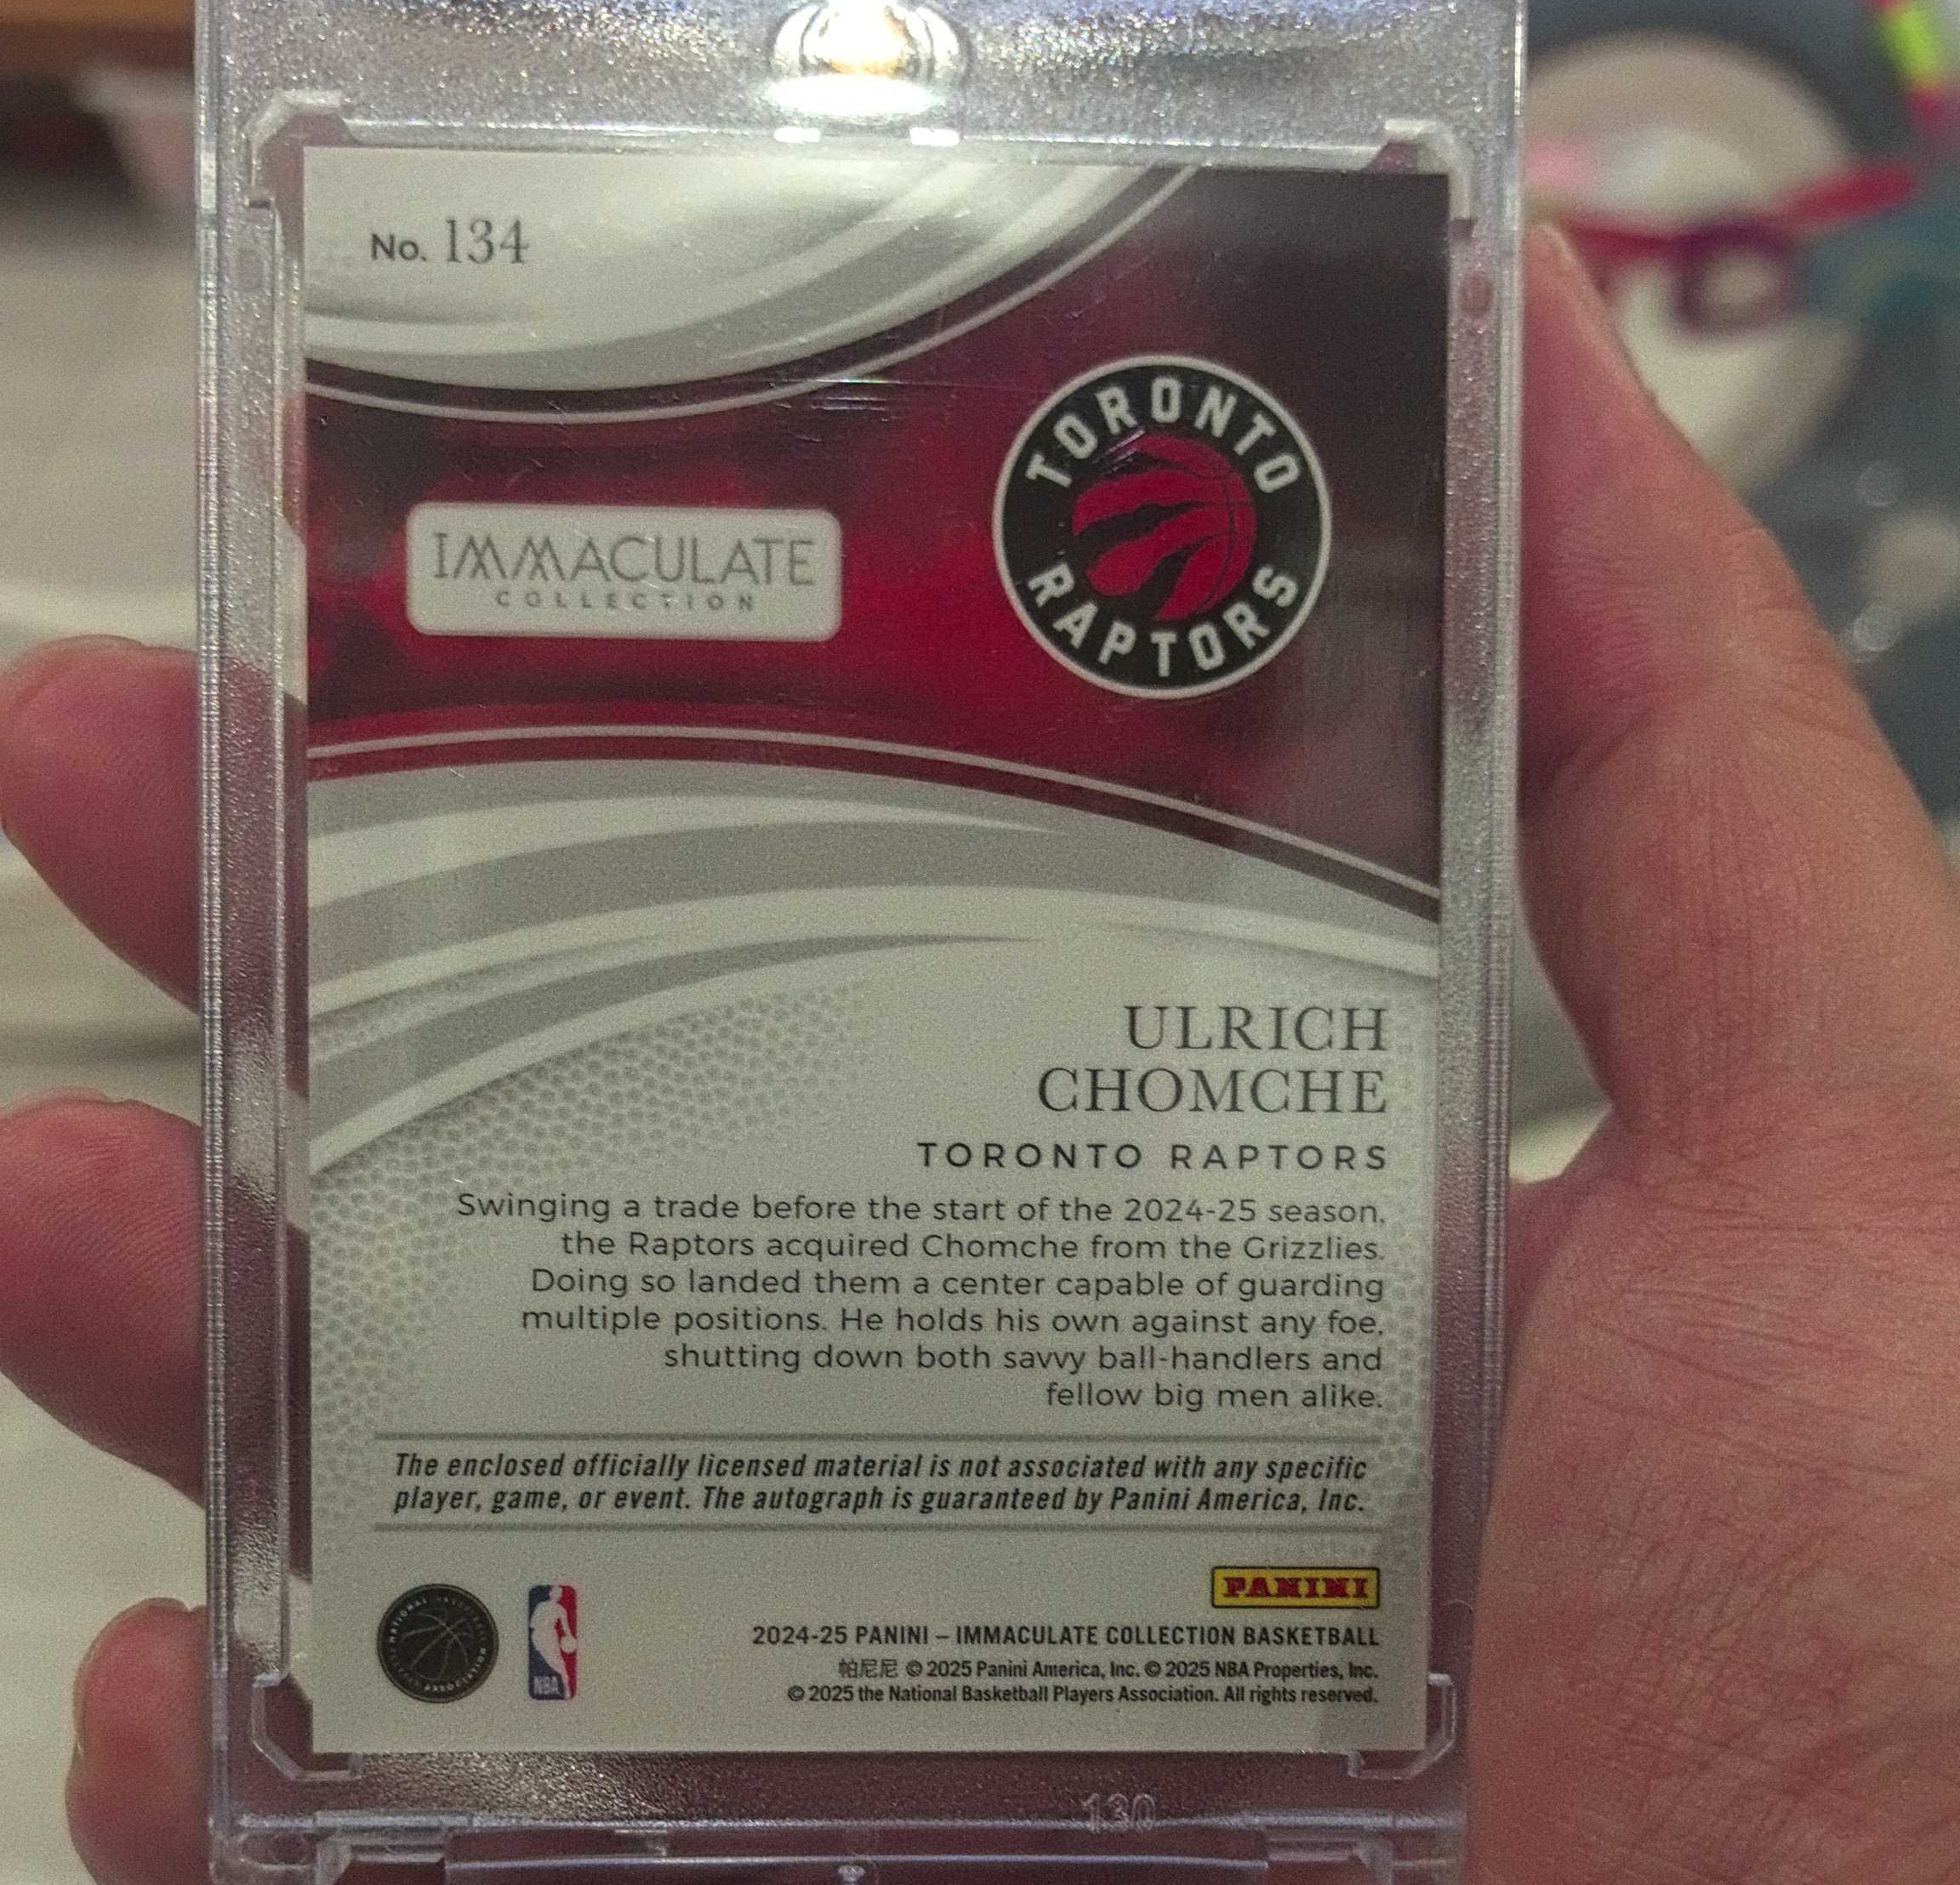 No. 134
TORONTO
RAPTORS
IMMACULATE
COLLECTION
ULRICH
CHOMCHE
TORONTO RAPTORS
Swinging a trade before the start of the 2024-25 season,
the Raptors acquired Chomche from the Grizzlies.
Doing so landed them a center capable of guarding
multiple positions. He holds his own against any foe,
shutting down both savvy ball-handlers and
fellow big men alike.
The enclosed officially licensed material is not associated with any specific
player, game, or event. The autograph is guaranteed by Panini America, Inc.
PANINI
NATIONAL BASKETBALL
PLAYERS ASSOCIATION
NBA
2024-25 PANINI – IMMACULATE COLLECTION BASKETBALL
帕尼尼 © 2025 Panini America, Inc. © 2025 NBA Properties, Inc.
© 2025 the National Basketball Players Association. All rights reserved.
130